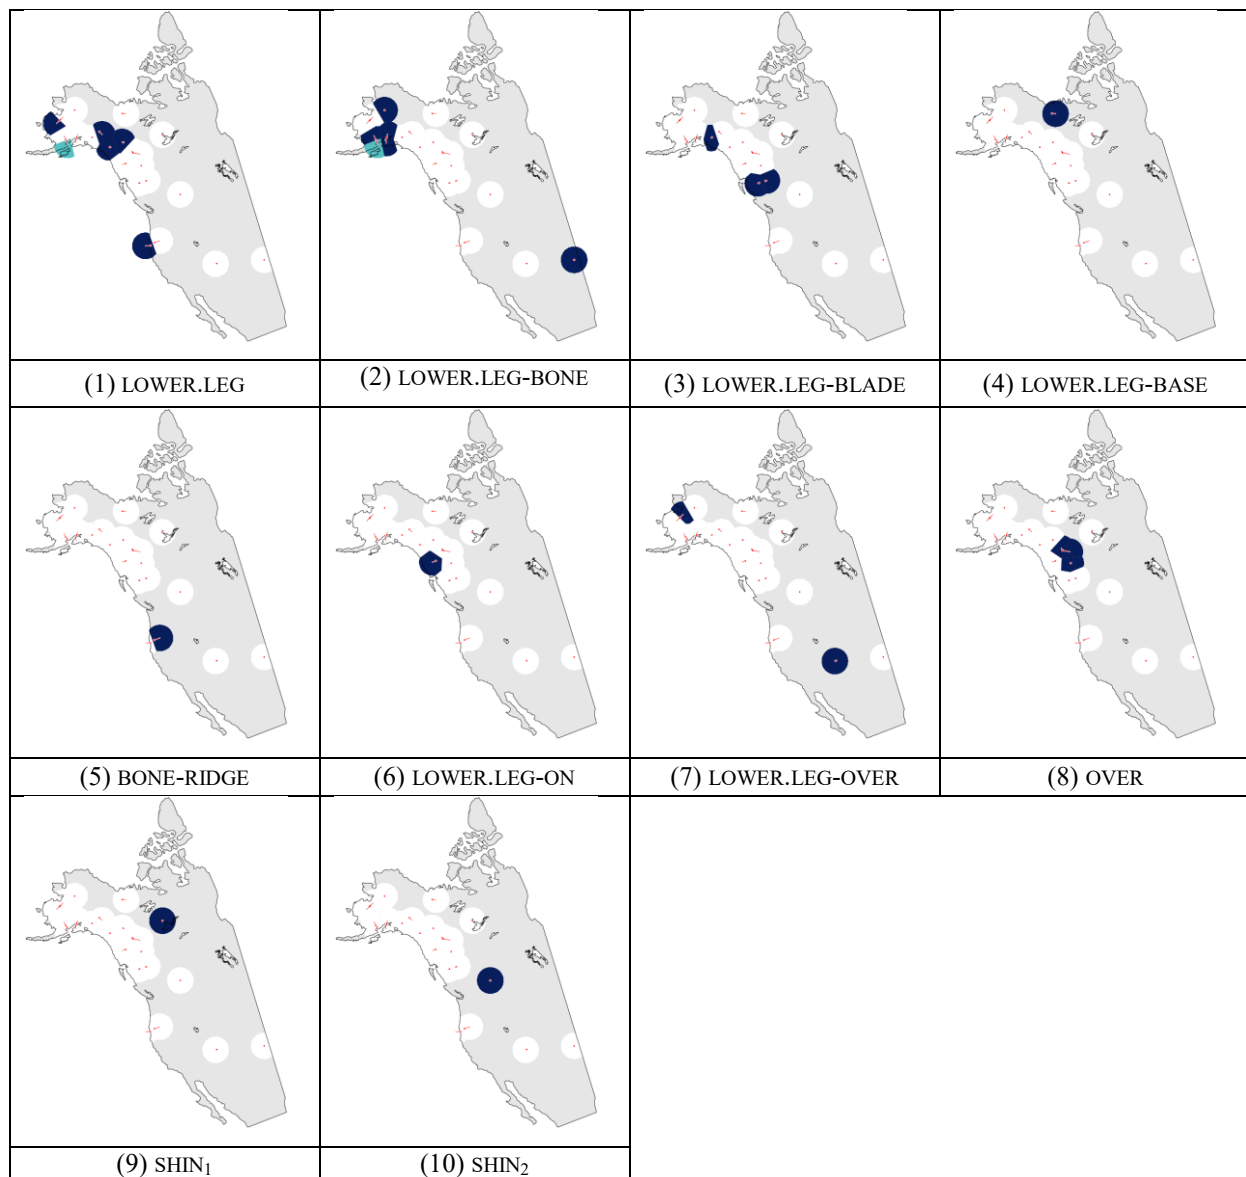 (1) LOWER.LEG
(2) LOWER.LEG-BONE
(3) LOWER.LEG-BLADE
(4) LOWER.LEG-BASE
(5) BONE-RIDGE
(6) LOWER.LEG-ON
(7) LOWER.LEG-OVER
(8) OVER
(9) SHIN₁
(10) SHIN₂